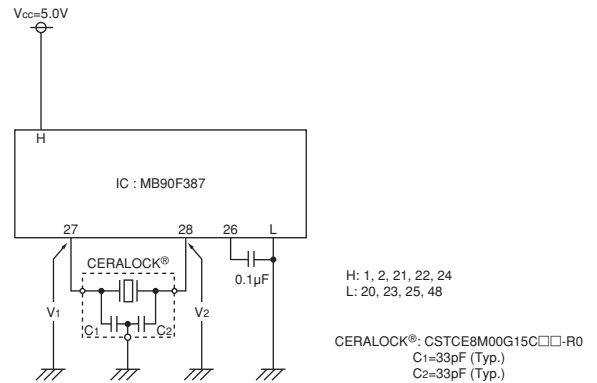 Vcc=5.0V
H
IC : MB90F387
27 28 26 L
CERALOCK®
0.1µF
V1 C1 C2 V2
H: 1, 2, 21, 22, 24
L: 20, 23, 25, 48
CERALOCK®: CSTCE8M00G15C□□-R0
C1=33pF (Typ.)
C2=33pF (Typ.)